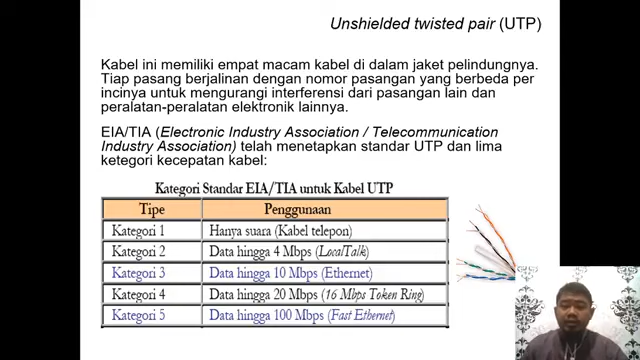 Unshielded twisted pair (UTP)
Kabel ini memiliki empat macam kabel di dalam jaket pelindungnya.
Tiap pasang berjalinan dengan nomor pasangan yang berbeda per
incinya untuk mengurangi interferensi dari pasangan lain dan
peralatan-peralatan elektronik lainnya.
EIA/TIA (Electronic Industry Association / Telecommunication
Industry Association) telah menetapkan standar UTP dan lima
ketegori kecepatan kabel:
Kategori Standar EIA/TIA untuk Kabel UTP
Tipe Penggunaan
Kategori 1 Hanya suara (Kabel telepon)
Kategori 2 Data hingga 4 Mbps (LocalTalk)
Kategori 3 Data hingga 10 Mbps (Ethernet)
Kategori 4 Data hingga 20 Mbps (16 Mbps Token Ring)
Kategori 5 Data hingga 100 Mbps (Fast Ethernet)